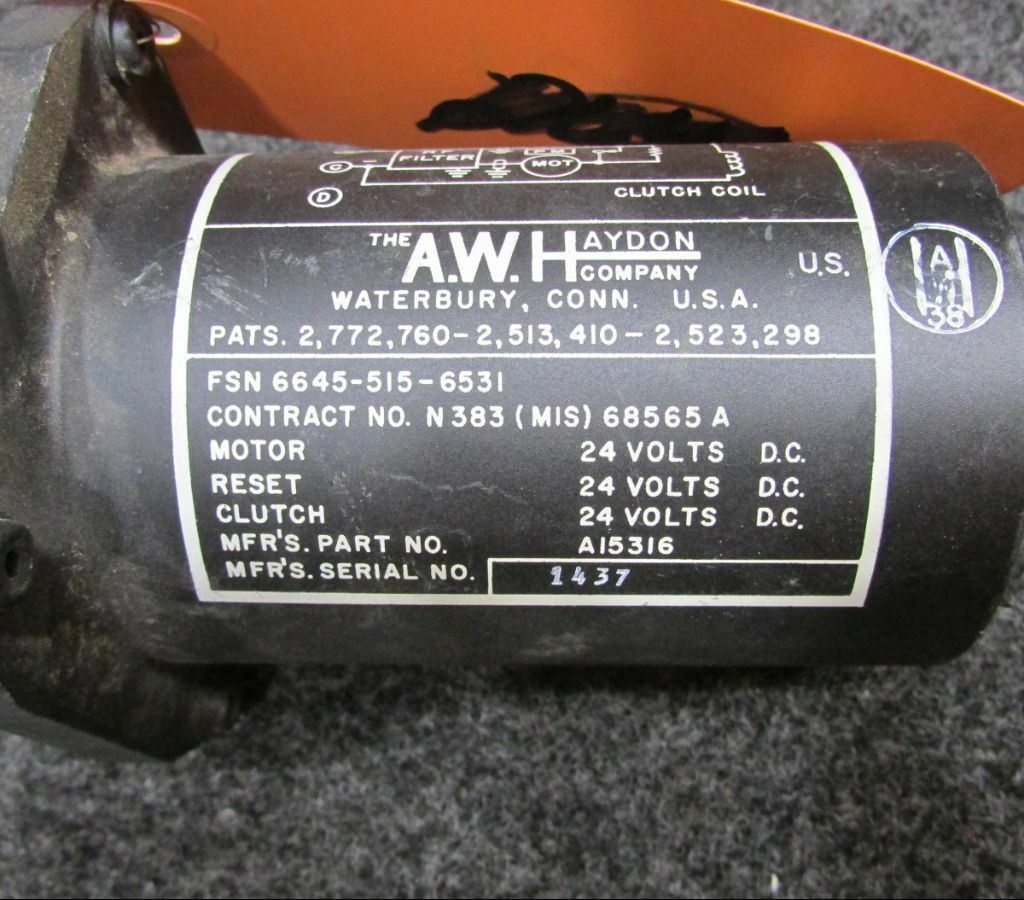 FILTER
C
MOT
D
CLUTCH COIL
THE A.W. HAYDON COMPANY
U.S.
WATERBURY, CONN. U.S.A.
PATS. 2,772,760-2,513,410-2,523,298
A
38
FSN 6645-515-6531
CONTRACT NO. N383(MIS) 68565 A
MOTOR 24 VOLTS D.C.
RESET 24 VOLTS D.C.
CLUTCH 24 VOLTS D.C.
MFR'S. PART NO. A15316
MFR'S. SERIAL NO. 1437